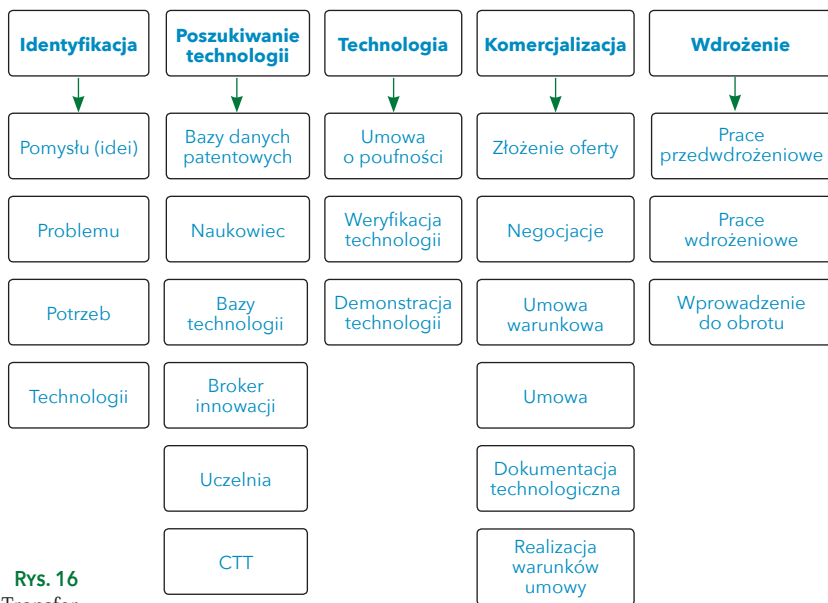 Identyfikacja
Poszukiwanie
technologii
Technologia
Komercjalizacja
Wdrożenie
Pomysłu (idei)
Problemu
Potrzeb
Technologii
Bazy danych
patentowych
Naukowiec
Bazy
technologii
Broker
innowacji
Uczelnia
CTT
Umowa
o poufności
Weryfikacja
technologii
Demonstracja
technologii
Złożenie oferty
Negocjacje
Umowa
warunkowa
Umowa
Dokumentacja
technologiczna
Realizacja
warunków
umowy
Prace
przedwdrożeniowe
Prace
wdrożeniowe
Wprowadzenie
do obrotu
Rys. 16
Transfer